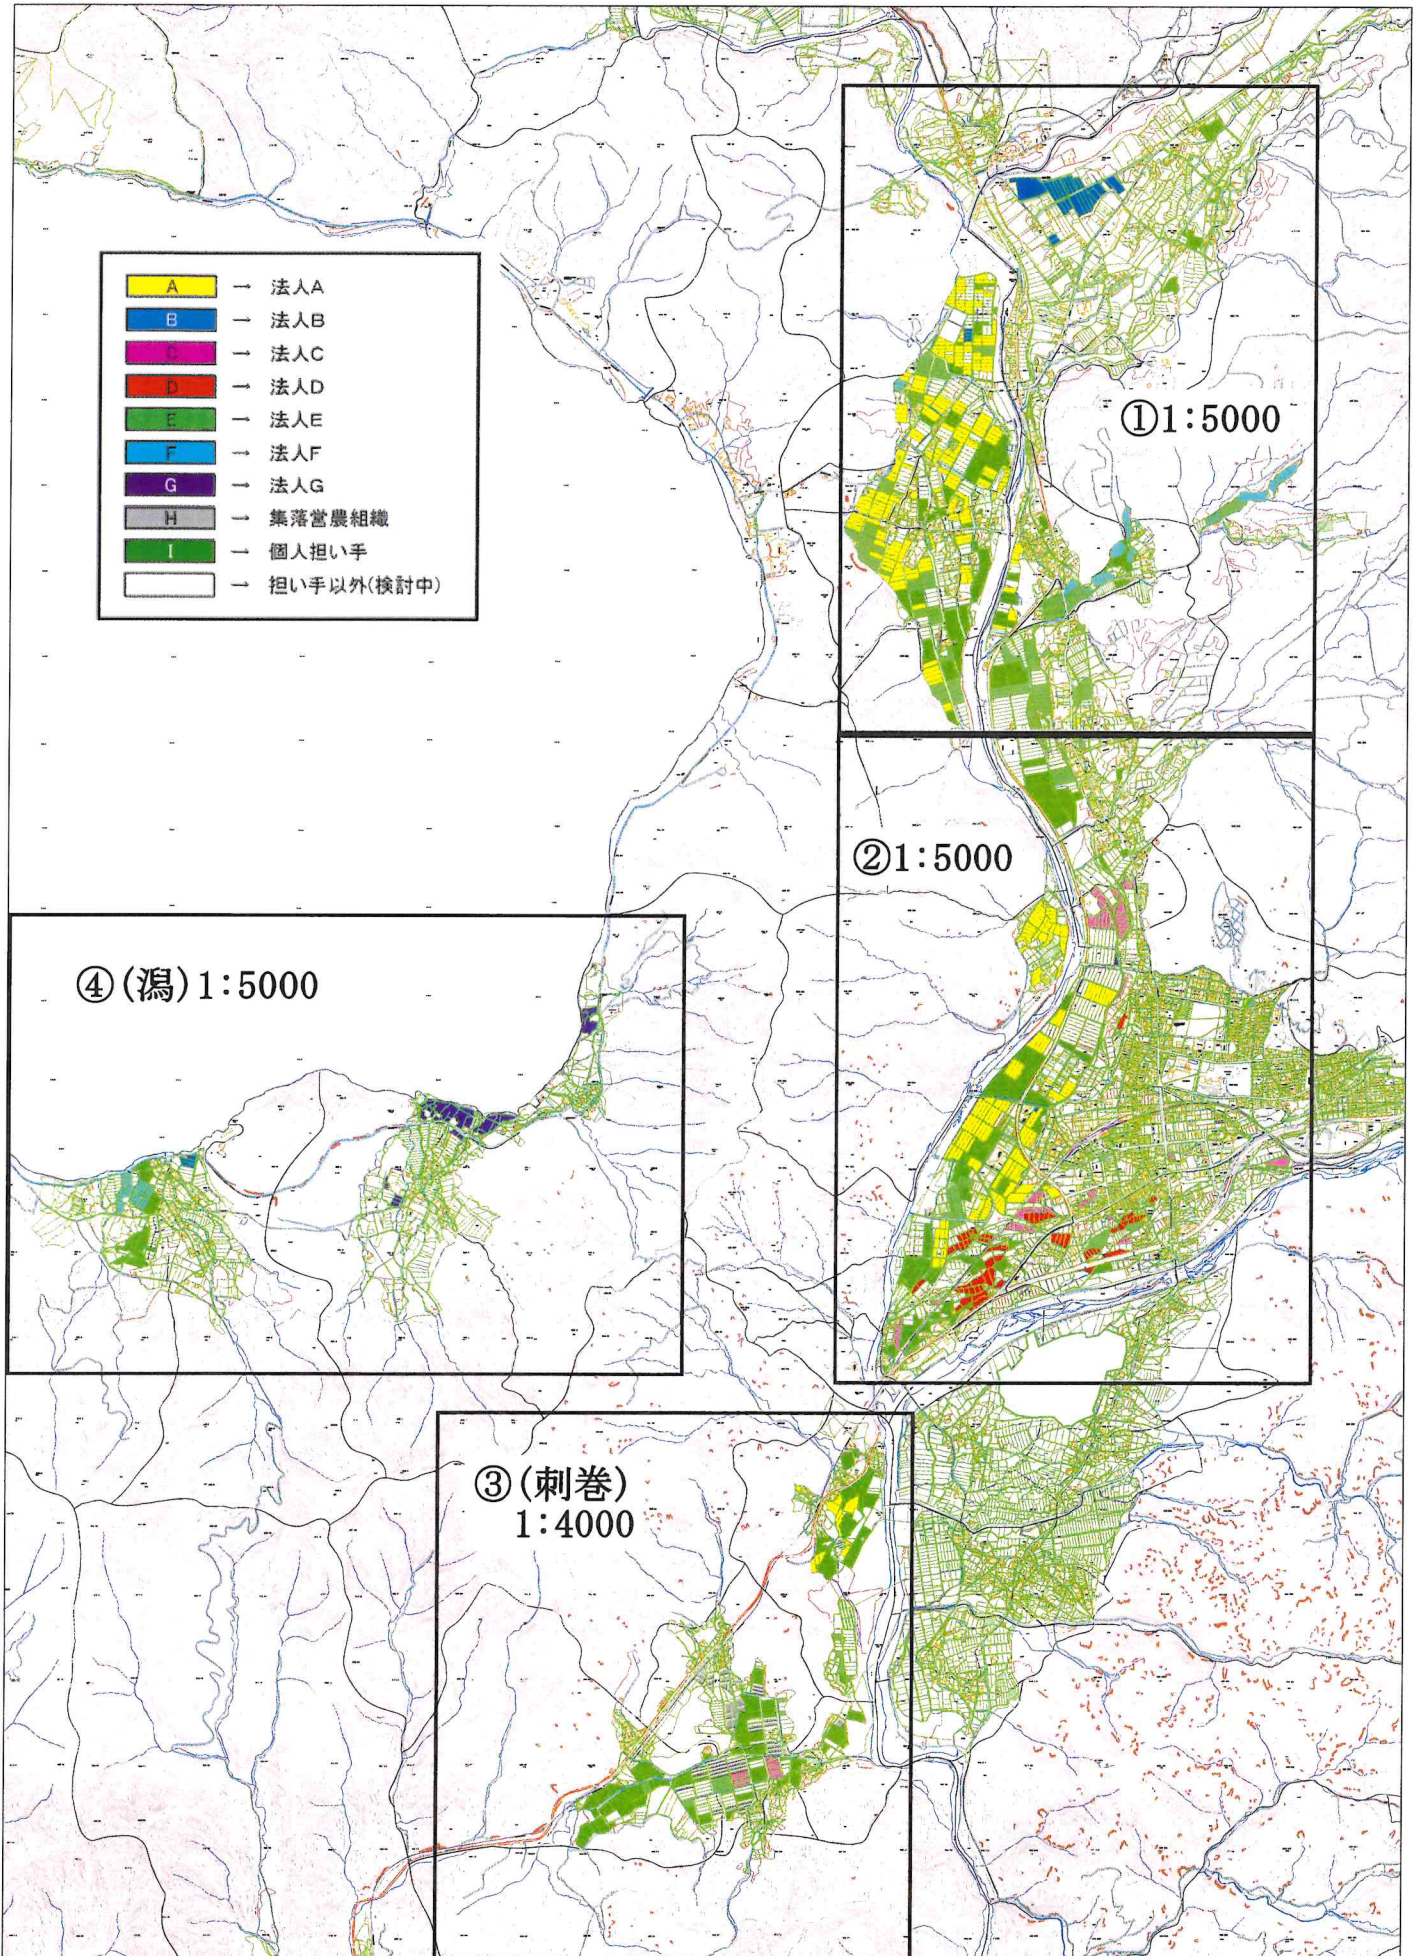 A → 法人A
B → 法人B
C → 法人C
D → 法人D
E → 法人E
F → 法人F
G → 法人G
H → 集落営農組織
I → 個人担い手
→ 担い手以外(検討中)
①1:5000
②1:5000
④(潟)1:5000
③(刺巻)
1:4000